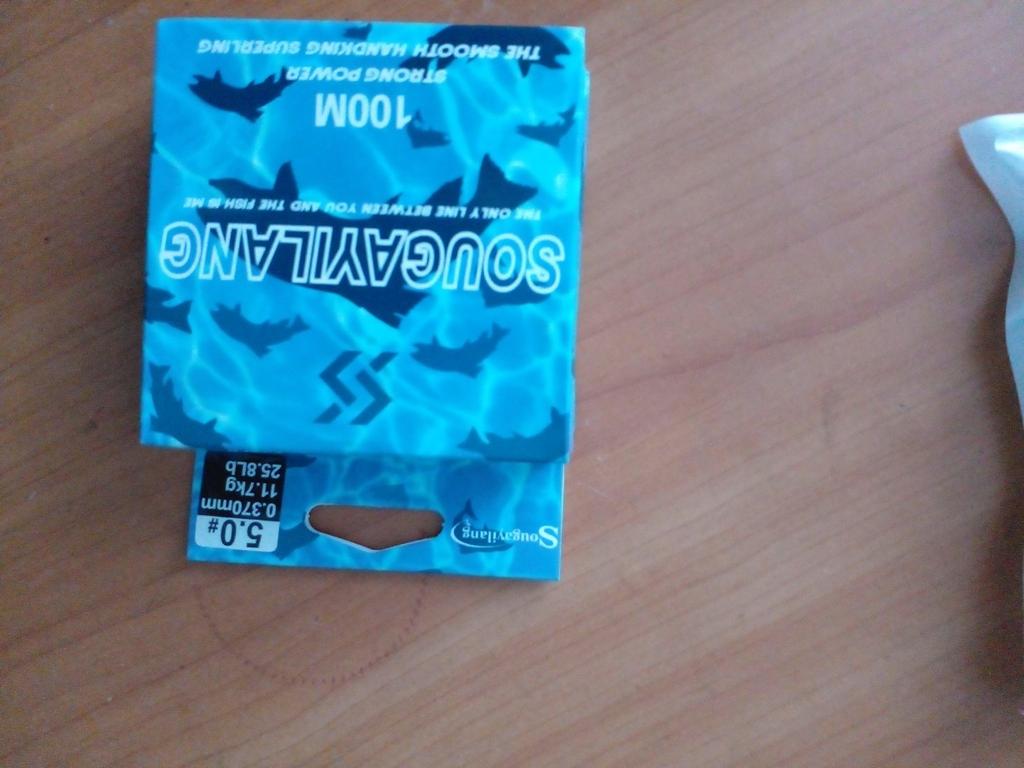 5.0#
0.370mm
11.7kg
25.8Lb
Sougayilang
SOUGAYILANG
THE ONLY LINE BETWEEN YOU AND THE FISH IS ME
100M
STRONG POWER
THE SMOOTH HANDKING SUPERLING